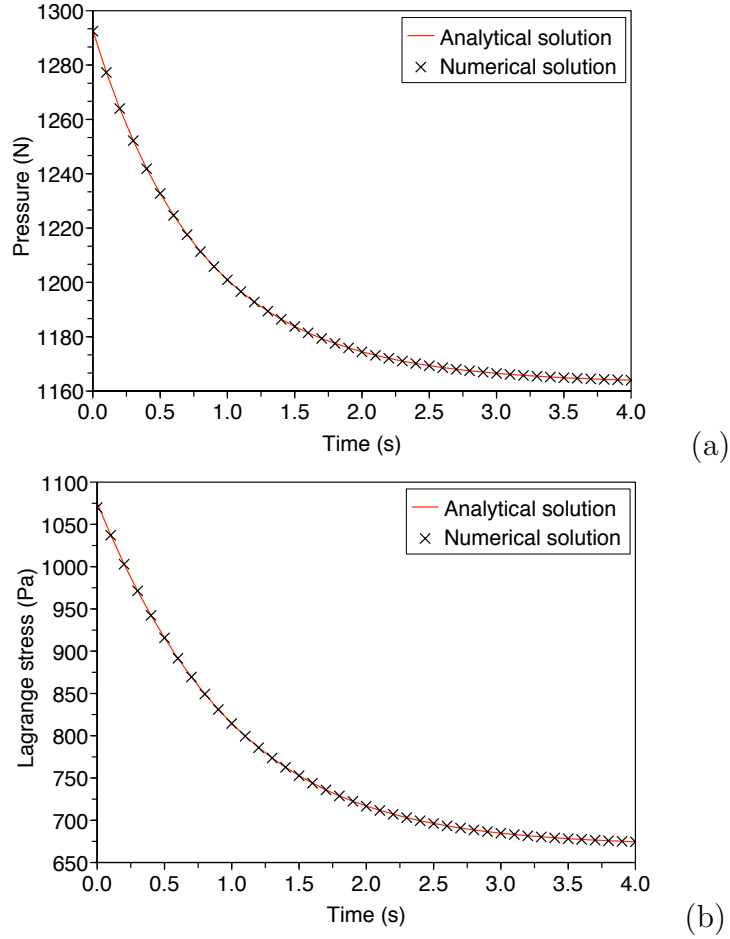 1300
1280
1260
1240
1220
1200
1180
1160
Pressure (N)
Analytical solution
Numerical solution
0.0 0.5 1.0 1.5 2.0 2.5 3.0 3.5 4.0
Time (s)
(a)
1100
1050
1000
950
900
850
800
750
700
650
Lagrange stress (Pa)
Analytical solution
Numerical solution
0.0 0.5 1.0 1.5 2.0 2.5 3.0 3.5 4.0
Time (s)
(b)